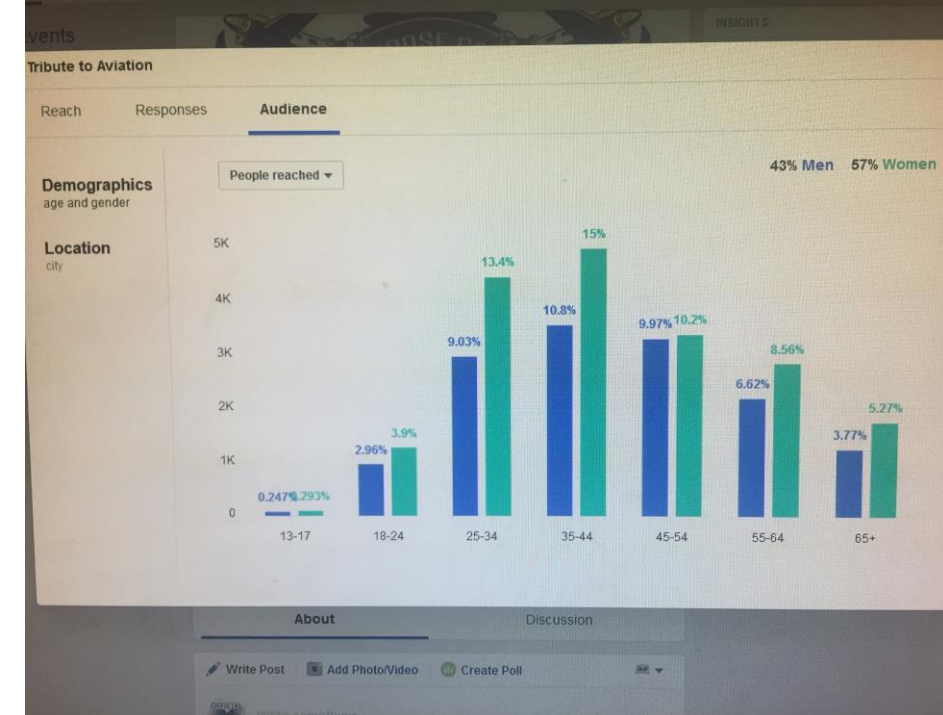 vents
INSIGHTS
Tribute to Aviation
Reach Responses Audience
Demographics
age and gender
Location
city
People reached
43% Men 57% Women
5K
4K
3K
2K
1K
0
0.247% .293%
2.96% 3.9%
9.03% 13.4%
10.8% 15%
9.97% 10.2%
6.62% 8.56%
3.77% 5.27%
13-17 18-24 25-34 35-44 45-54 55-64 65+
About Discussion
Write Post Add Photo/Video Create Poll
OFFICIAL
Write something